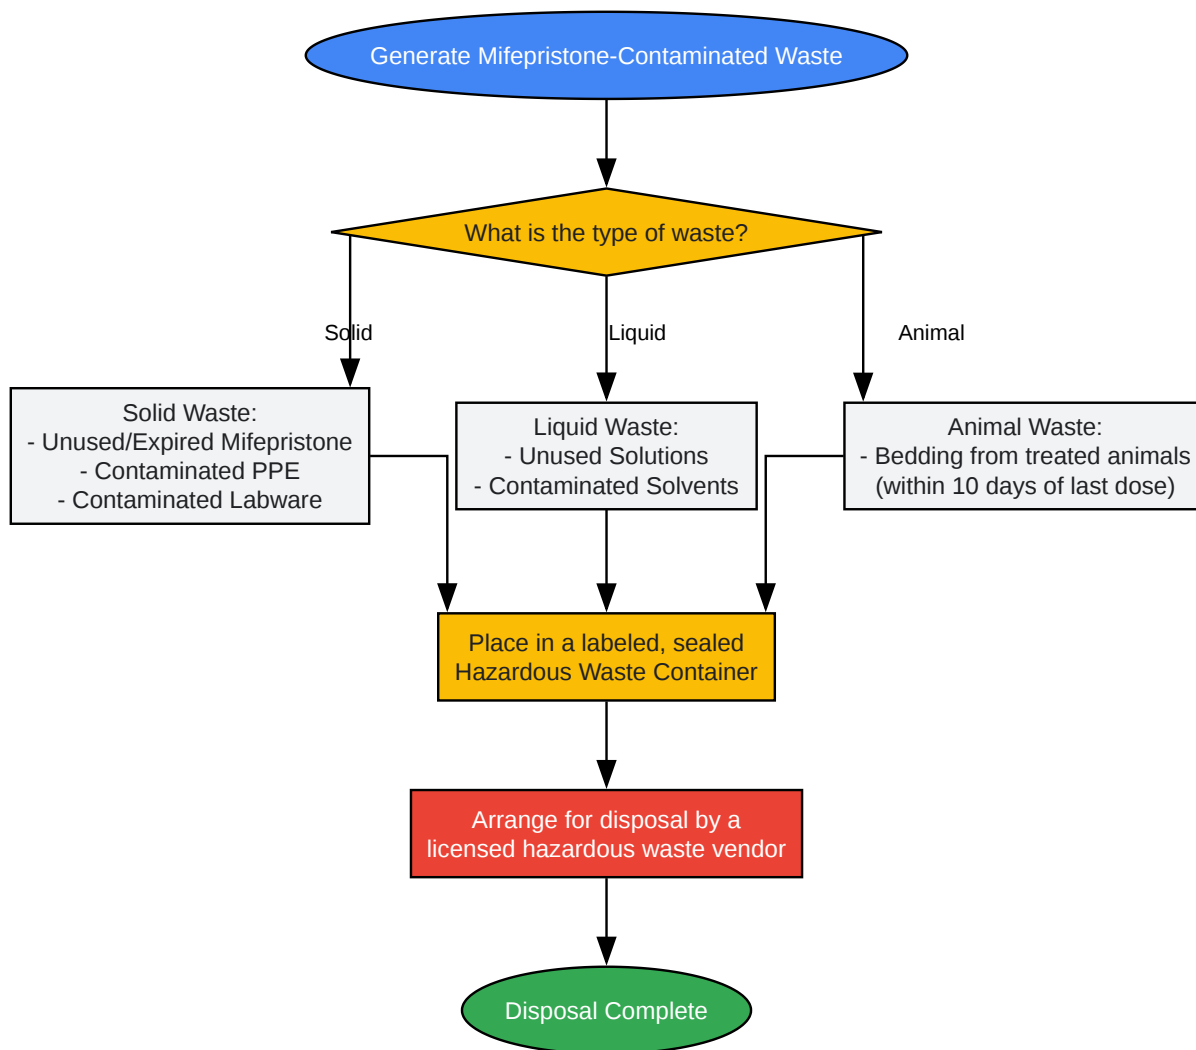 Generate Mifepristone-Contaminated Waste
What is the type of waste?
Solid
Liquid
Animal
Solid Waste:
- Unused/Expired Mifepristone
- Contaminated PPE
- Contaminated Labware
Liquid Waste:
- Unused Solutions
- Contaminated Solvents
Animal Waste:
- Bedding from treated animals
(within 10 days of last dose)
Place in a labeled, sealed
Hazardous Waste Container
Arrange for disposal by a
licensed hazardous waste vendor
Disposal Complete